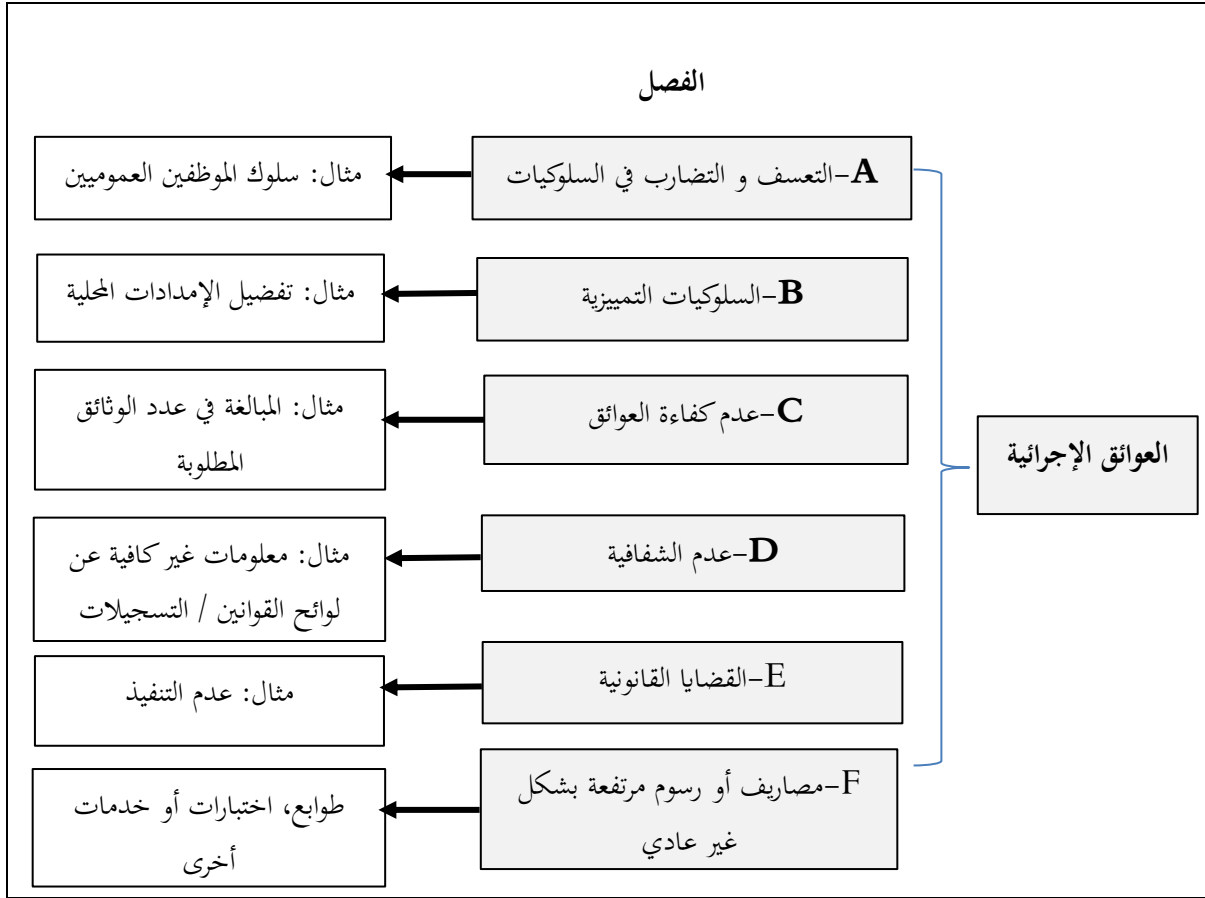 الفصل
A-التعسف و التضارب في السلوكيات
مثال: سلوك الموظفين العموميين
B-السلوكيات التمييزية
مثال: تفضيل الإمدادات المحلية
C-عدم كفاءة العوائق
مثال: المبالغة في عدد الوثائق
المطلوبة
العوائق الإجرائية
D-عدم الشفافية
مثال: معلومات غير كافية عن
لوائح القوانين / التسجيلات
E-القضايا القانونية
مثال: عدم التنفيذ
F-مصاريف أو رسوم مرتفعة بشكل
غير عادي
طوابع، اختبارات أو خدمات
أخرى